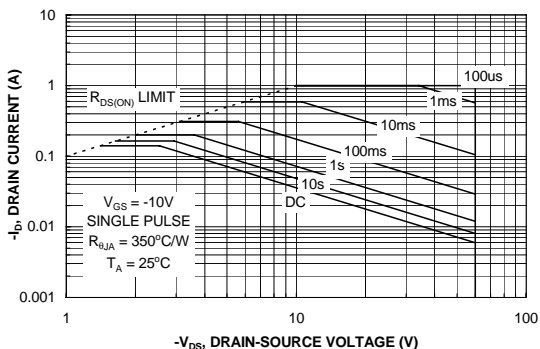 10
1
0.1
0.01
0.001
-I_D, DRAIN CURRENT (A)
R_DS(ON) LIMIT
100us
1ms
10ms
100ms
1s
10s
DC
V_GS = -10V
SINGLE PULSE
R_θJA = 350°C/W
T_A = 25°C
1 10 100
-V_DS, DRAIN-SOURCE VOLTAGE (V)